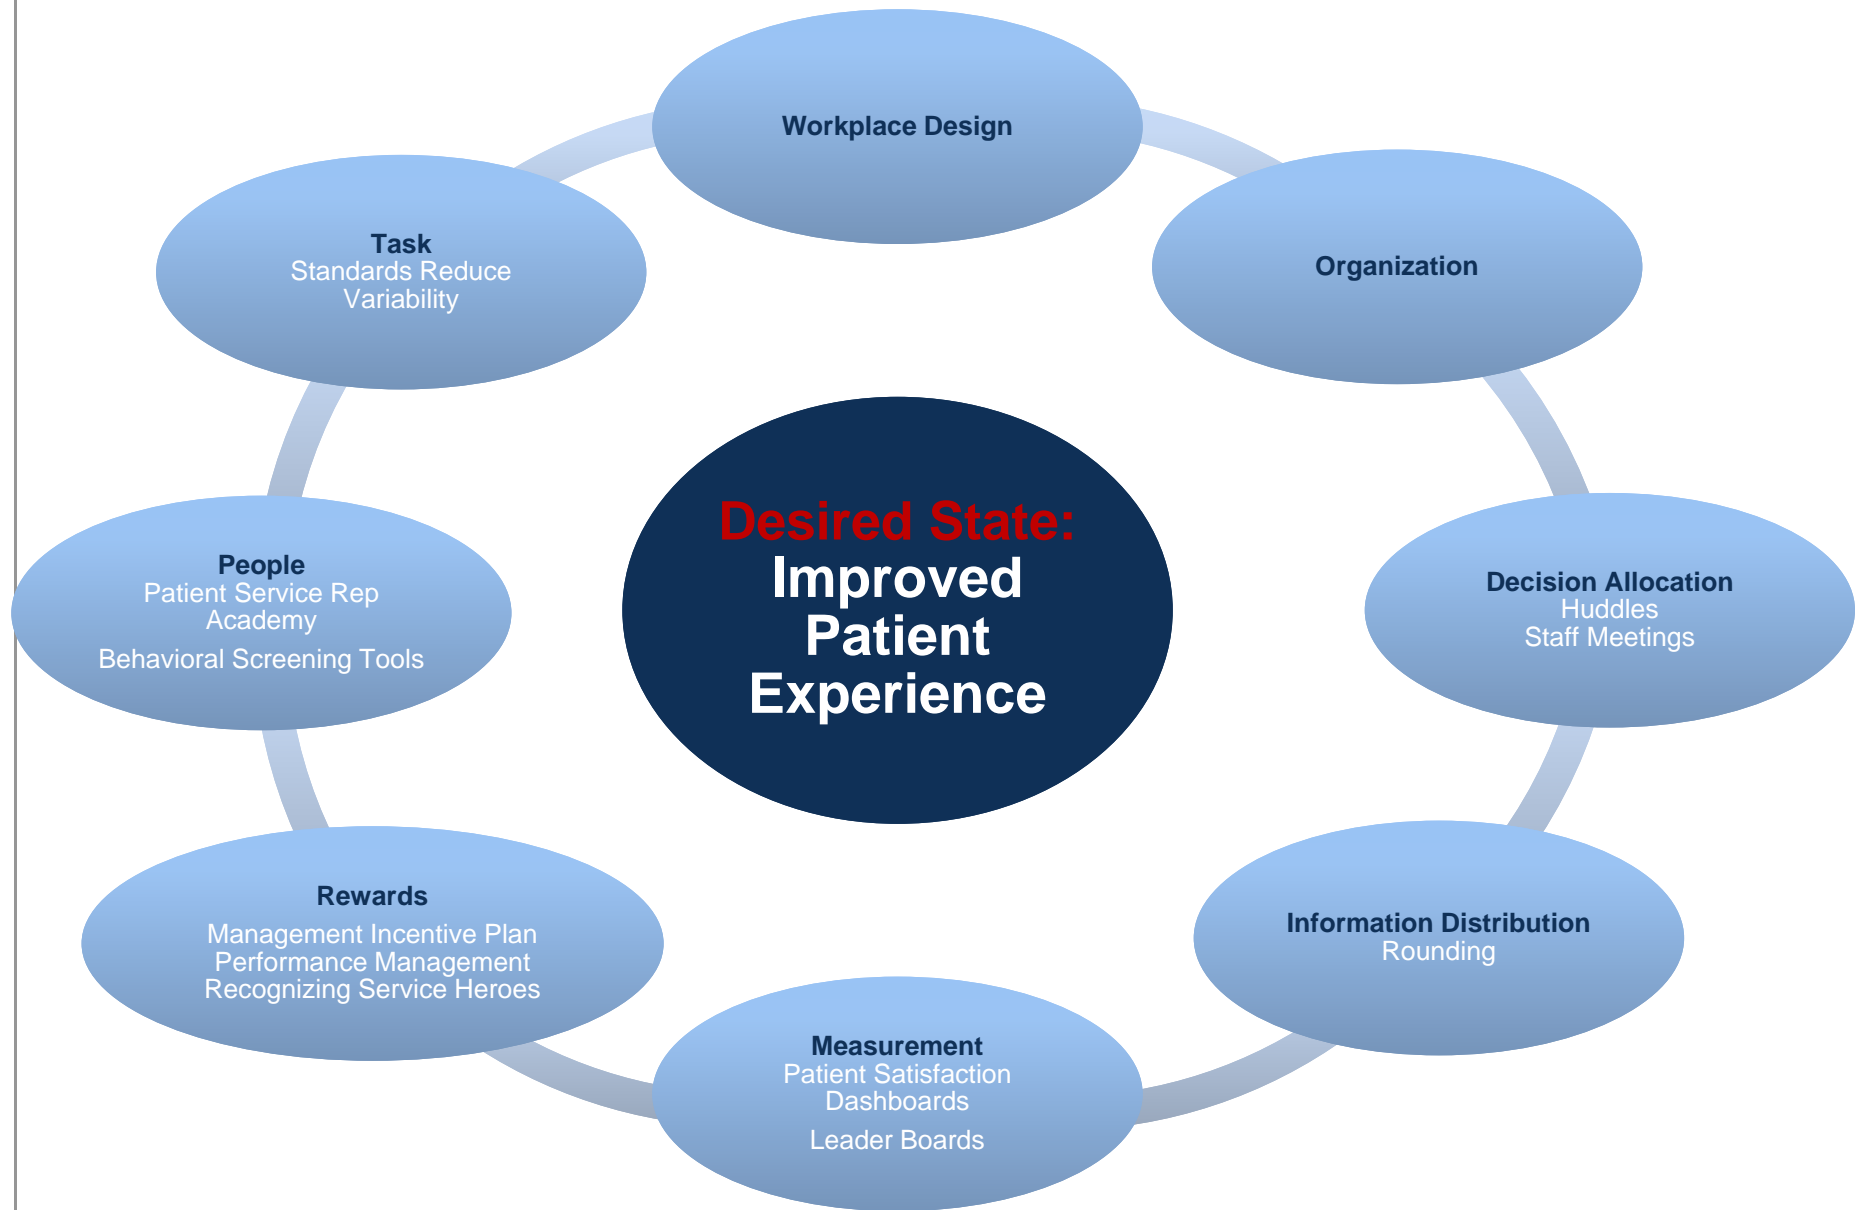 Workplace Design
Organization
Decision Allocation
Huddles
Staff Meetings
Information Distribution
Rounding
Measurement
Patient Satisfaction
Dashboards
Leader Boards
Rewards
Management Incentive Plan
Performance Management
Recognizing Service Heroes
People
Patient Service Rep
Academy
Behavioral Screening Tools
Task
Standards Reduce
Variability
Desired State:
Improved
Patient
Experience